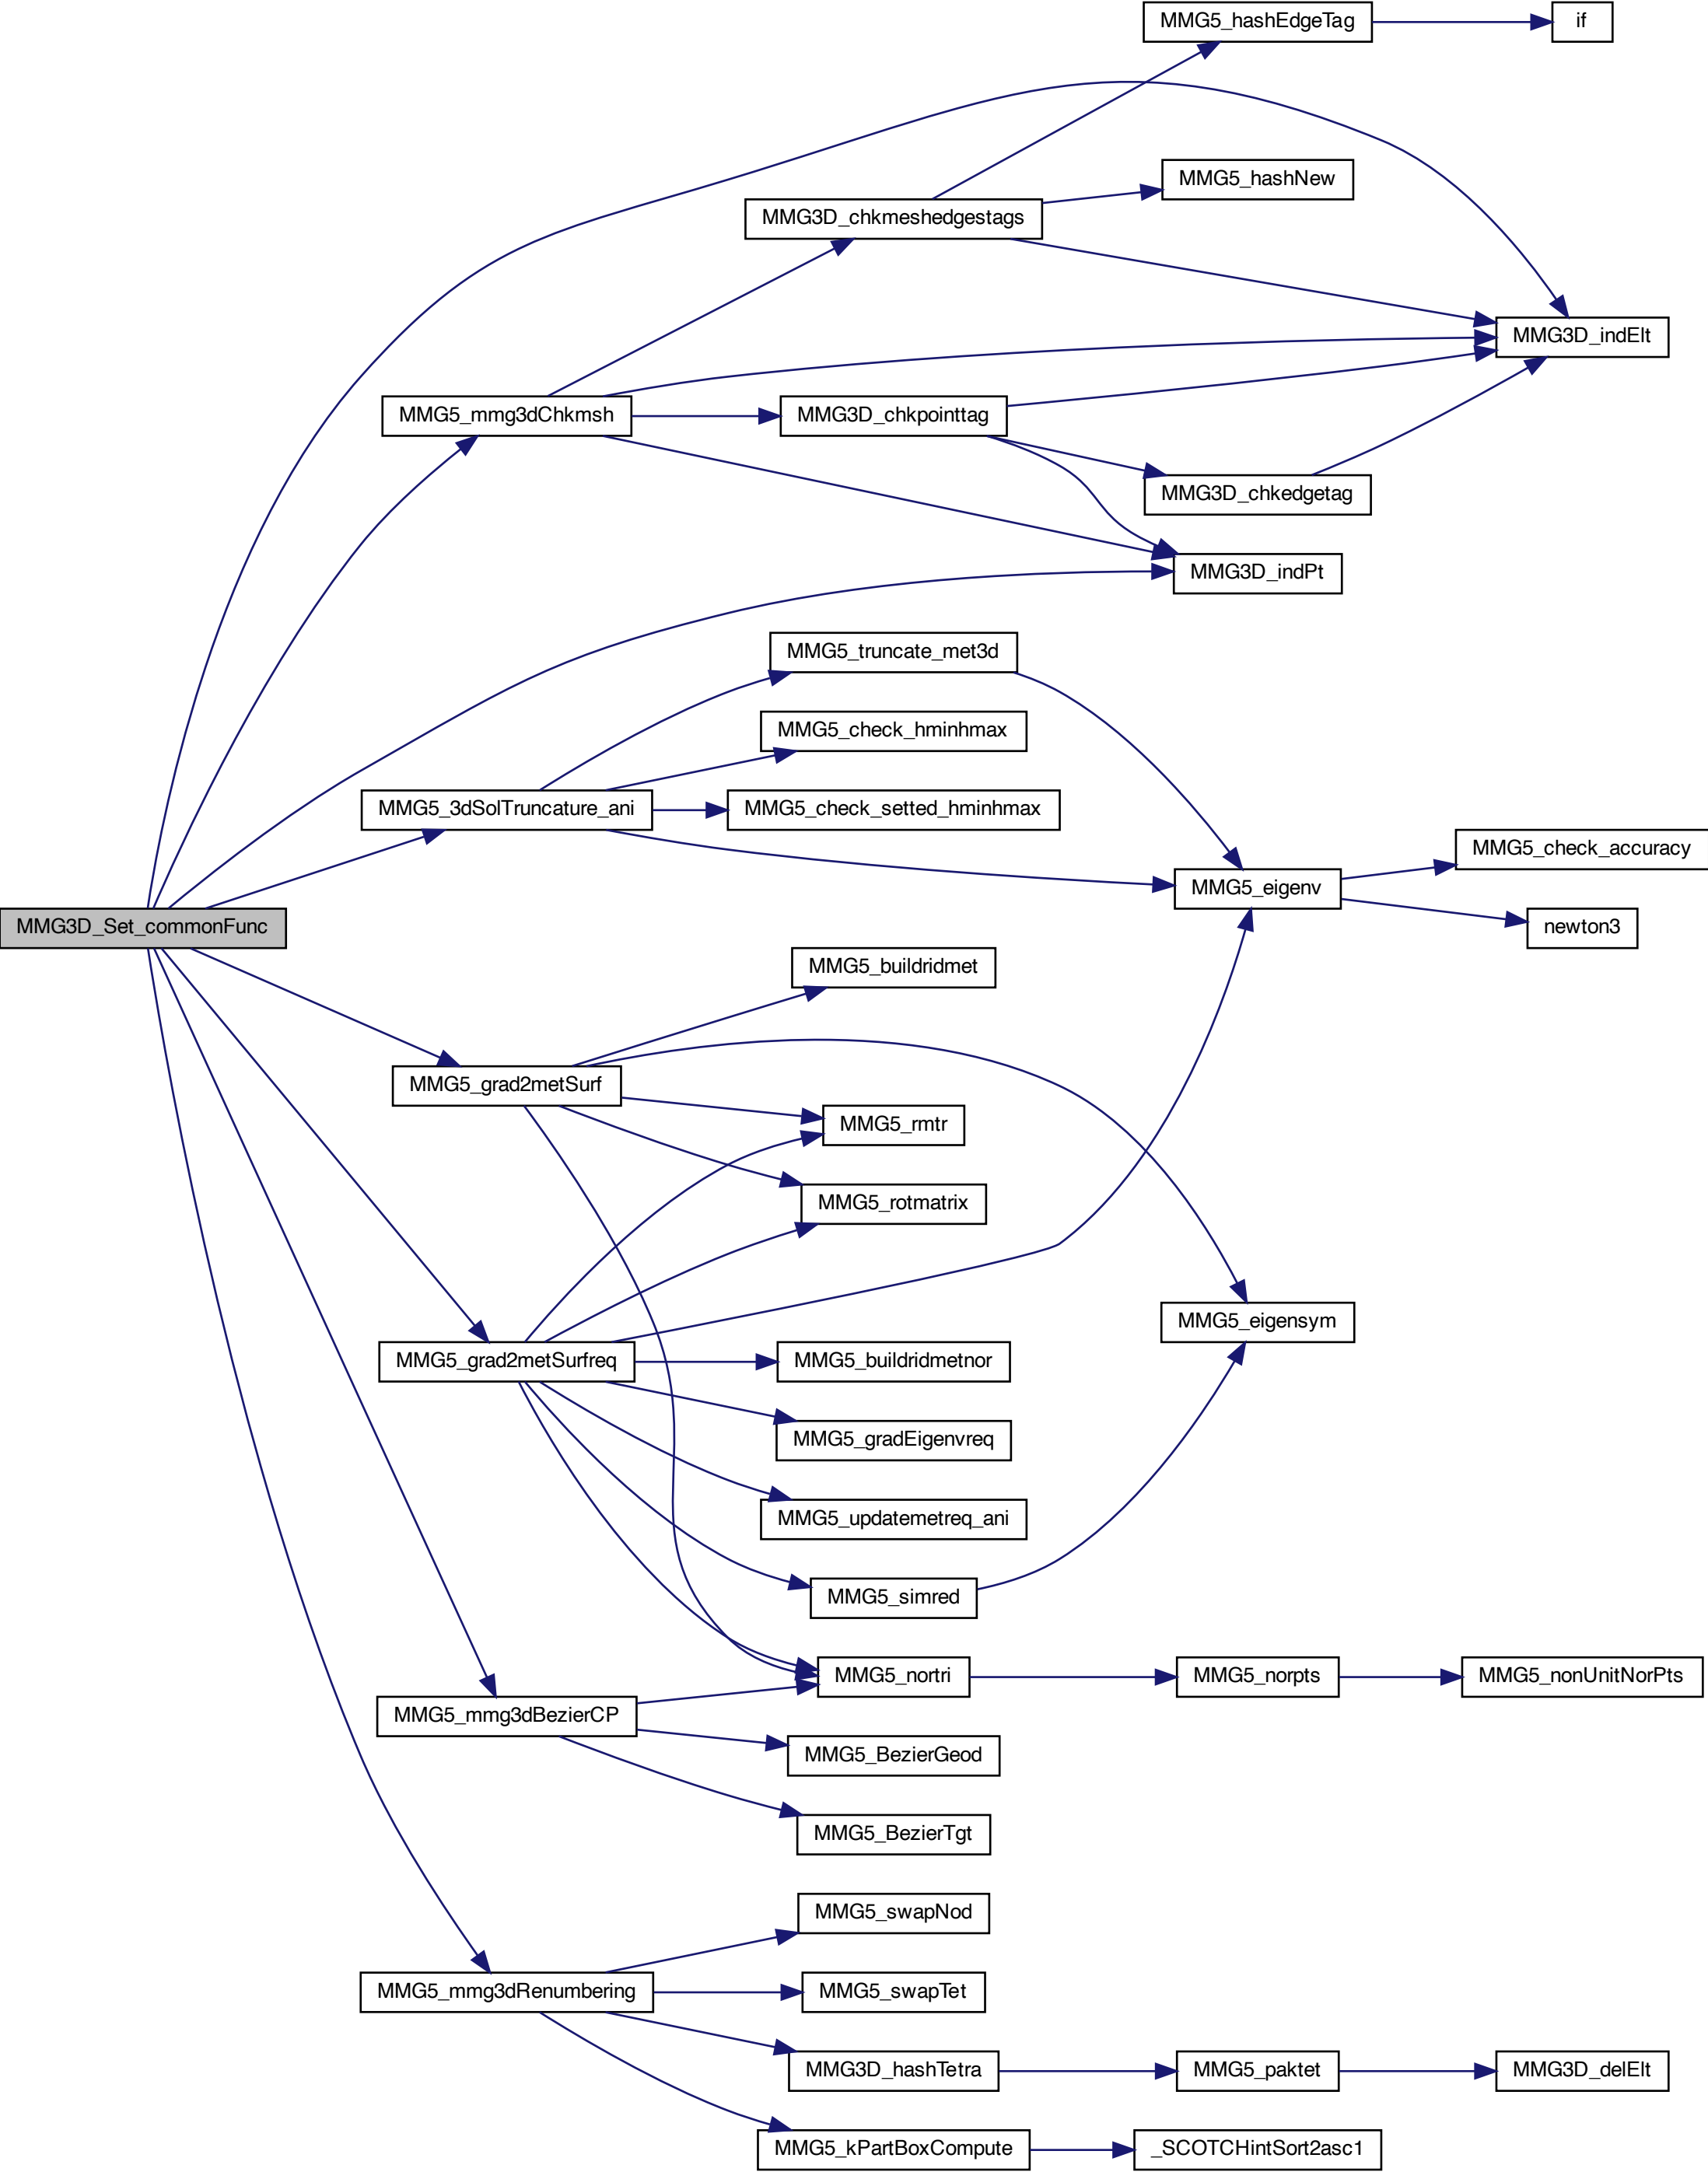 MMG5_hashEdgeTag
if
MMG5_hashNew
MMG3D_chkmeshedgestags
MMG3D_indElt
MMG5_mmg3dChkmsh
MMG3D_chkpointtag
MMG3D_chkedgetag
MMG3D_indPt
MMG5_truncate_met3d
MMG5_check_hminhmax
MMG5_3dSolTruncature_ani
MMG5_check_setted_hminhmax
MMG5_check_accuracy
MMG5_eigenv
MMG3D_Set_commonFunc
newton3
MMG5_buildridmet
MMG5_grad2metSurf
MMG5_rmtr
MMG5_rotmatrix
MMG5_eigensym
MMG5_grad2metSurfreq
MMG5_buildridmetnor
MMG5_gradEigenvreq
MMG5_updatemetreq_ani
MMG5_simred
MMG5_nortri
MMG5_norpts
MMG5_nonUnitNorPts
MMG5_mmg3dBezierCP
MMG5_BezierGeod
MMG5_BezierTgt
MMG5_swapNod
MMG5_mmg3dRenumbering
MMG5_swapTet
MMG3D_hashTetra
MMG5_paktet
MMG3D_delElt
MMG5_kPartBoxCompute
_SCOTCHintSort2asc1